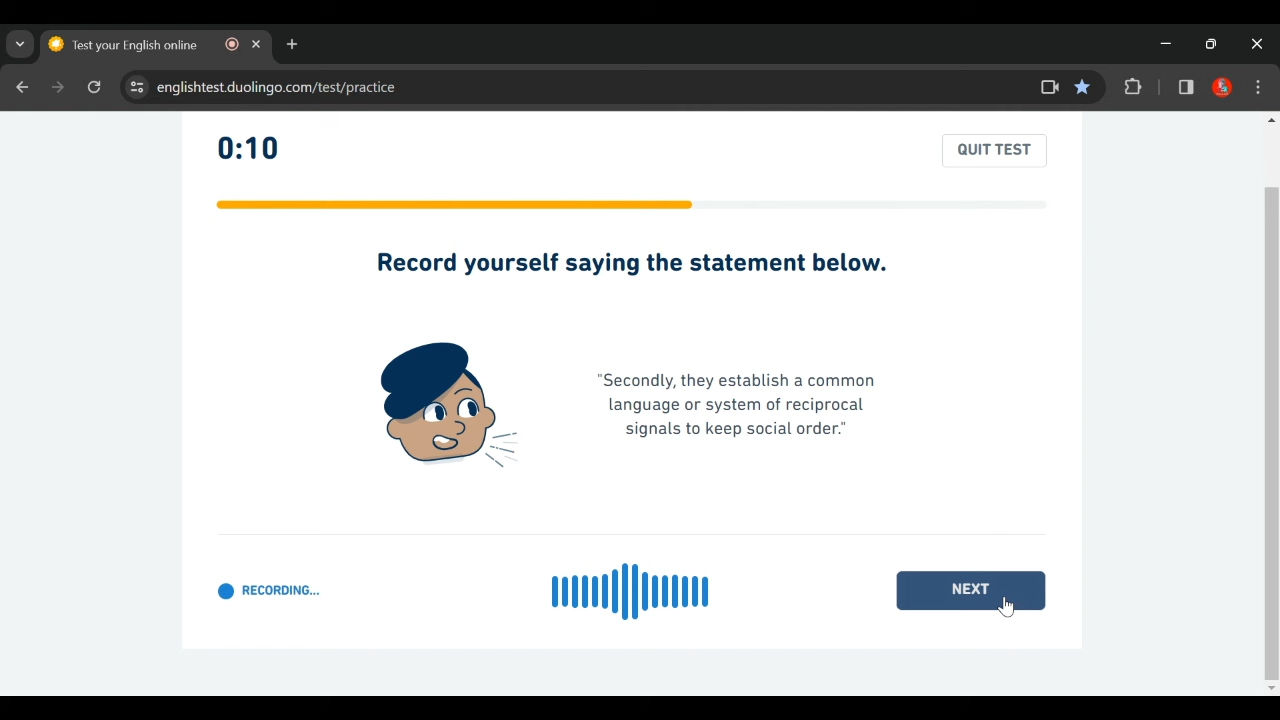 Test your English online
englishtest.duolingo.com/test/practice
0:10
QUIT TEST
Record yourself saying the statement below.
"Secondly, they establish a common
language or system of reciprocal
signals to keep social order."
RECORDING...
NEXT